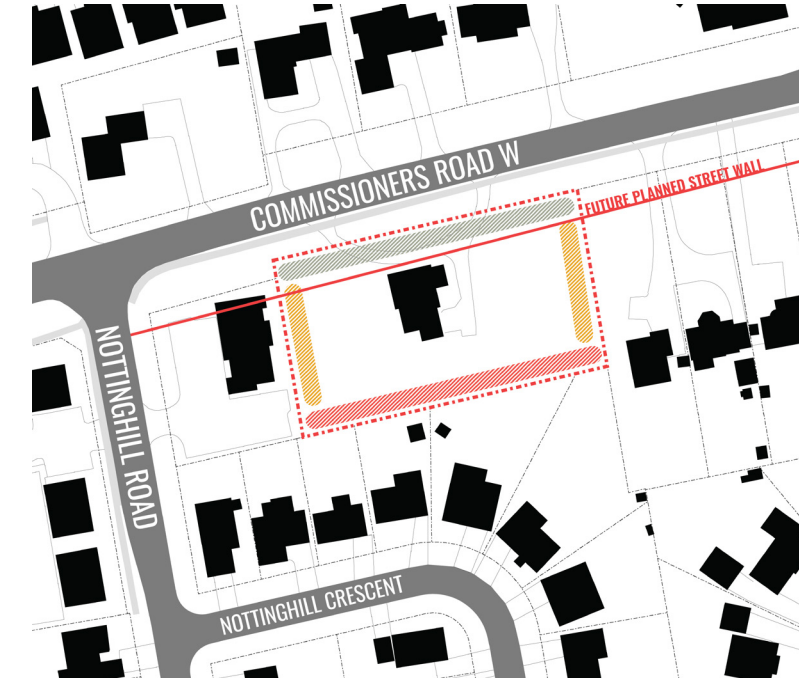 COMMISSIONERS ROAD W
FUTURE PLANNED STREET WALL
NOTTINGHILL ROAD
NOTTINGHILL CRESCENT